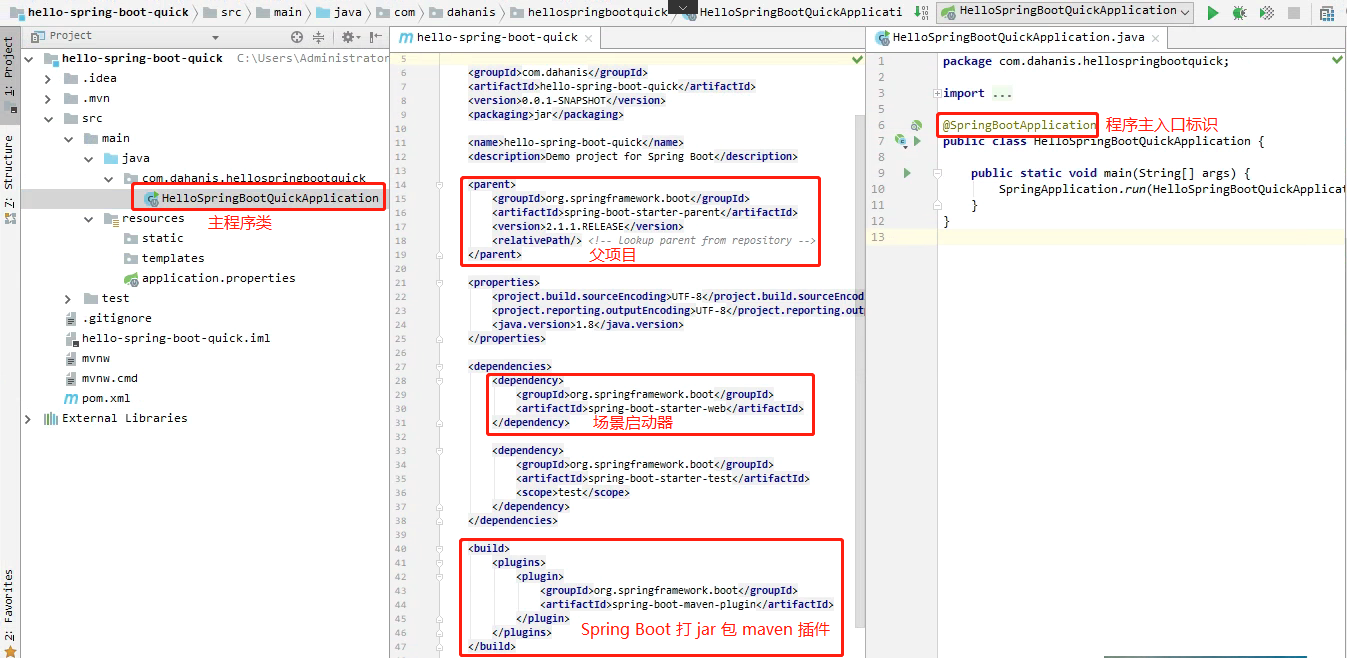 hello-spring-boot-quick src main java com dahanis hellospringbootquick HelloSpringBootQuickApplicati HelloSpringBootQuickApplication
1: Project
Z: Structure
2: Favorites
Project
hello-spring-boot-quick C:\Users\Administrator
.idea
.mvn
src
main
java
com.dahanis.hellospringbootquick
HelloSpringBootQuickApplication
resources
主程序类
static
templates
application.properties
test
.gitignore
hello-spring-boot-quick.iml
mvnw
mvnw.cmd
pom.xml
External Libraries
hello-spring-boot-quick
5
6 <groupId>com.dahanis</groupId>
7 <artifactId>hello-spring-boot-quick</artifactId>
8 <version>0.0.1-SNAPSHOT</version>
9 <packaging>jar</packaging>
10
11 <name>hello-spring-boot-quick</name>
12 <description>Demo project for Spring Boot</description>
13
14 <parent>
15 <groupId>org.springframework.boot</groupId>
16 <artifactId>spring-boot-starter-parent</artifactId>
17 <version>2.1.1.RELEASE</version>
18 <relativePath/> <!-- lookup parent from repository -->
19 </parent>
父项目
20
21 <properties>
22 <project.build.sourceEncoding>UTF-8</project.build.sourceEncod
23 <project.reporting.outputEncoding>UTF-8</project.reporting.out
24 <java.version>1.8</java.version>
25 </properties>
26
27 <dependencies>
28 <dependency>
29 <groupId>org.springframework.boot</groupId>
30 <artifactId>spring-boot-starter-web</artifactId>
31 </dependency>
场景启动器
32
33 <dependency>
34 <groupId>org.springframework.boot</groupId>
35 <artifactId>spring-boot-starter-test</artifactId>
36 <scope>test</scope>
37 </dependency>
38 </dependencies>
39
40 <build>
41 <plugins>
42 <plugin>
43 <groupId>org.springframework.boot</groupId>
44 <artifactId>spring-boot-maven-plugin</artifactId>
45 </plugin>
46 </plugins>
Spring Boot 打 jar 包 maven 插件
47 </build>
HelloSpringBootQuickApplication.java
1 package com.dahanis.hellospringbootquick;
2
3 import ...
5
6 @SpringBootApplication
程序主入口标识
7 public class HelloSpringBootQuickApplication {
8
9 public static void main(String[] args) {
10 SpringApplication.run(HelloSpringBootQuickApplicat
11 }
12 }
13